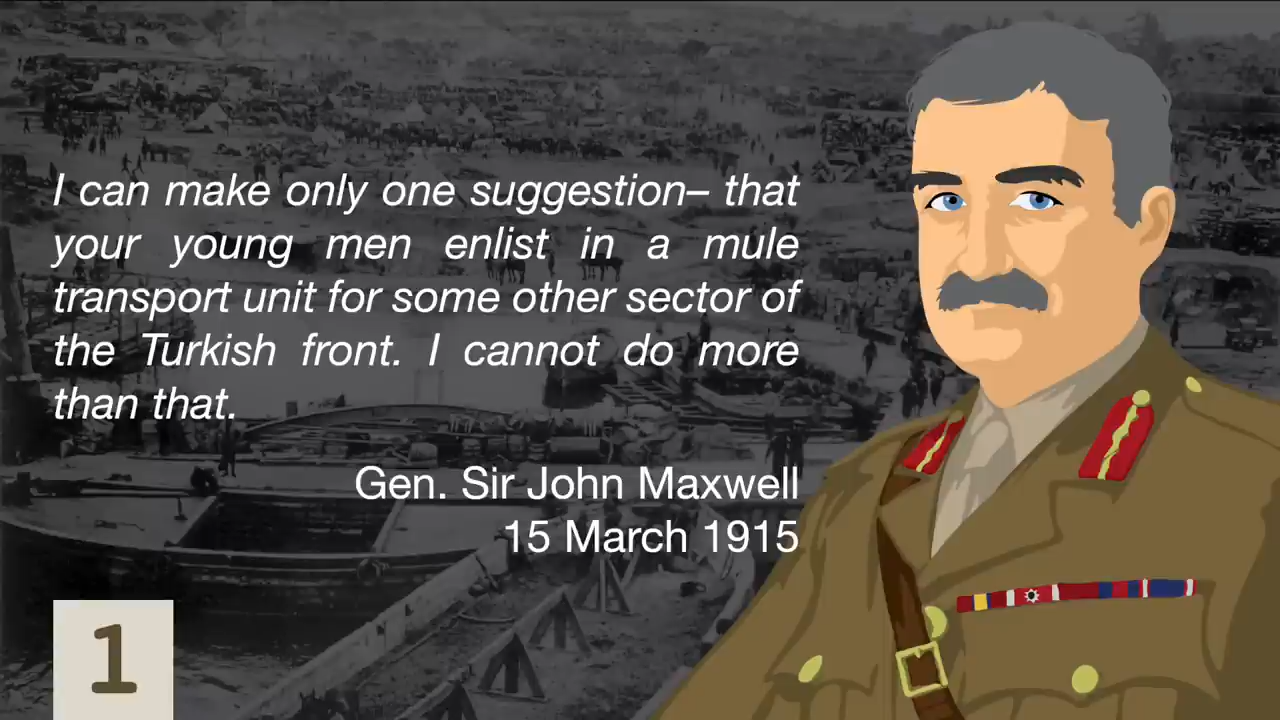 I can make only one suggestion– that
your young men enlist in a mule
transport unit for some other sector of
the Turkish front. I cannot do more
than that.
Gen. Sir John Maxwell
15 March 1915
1